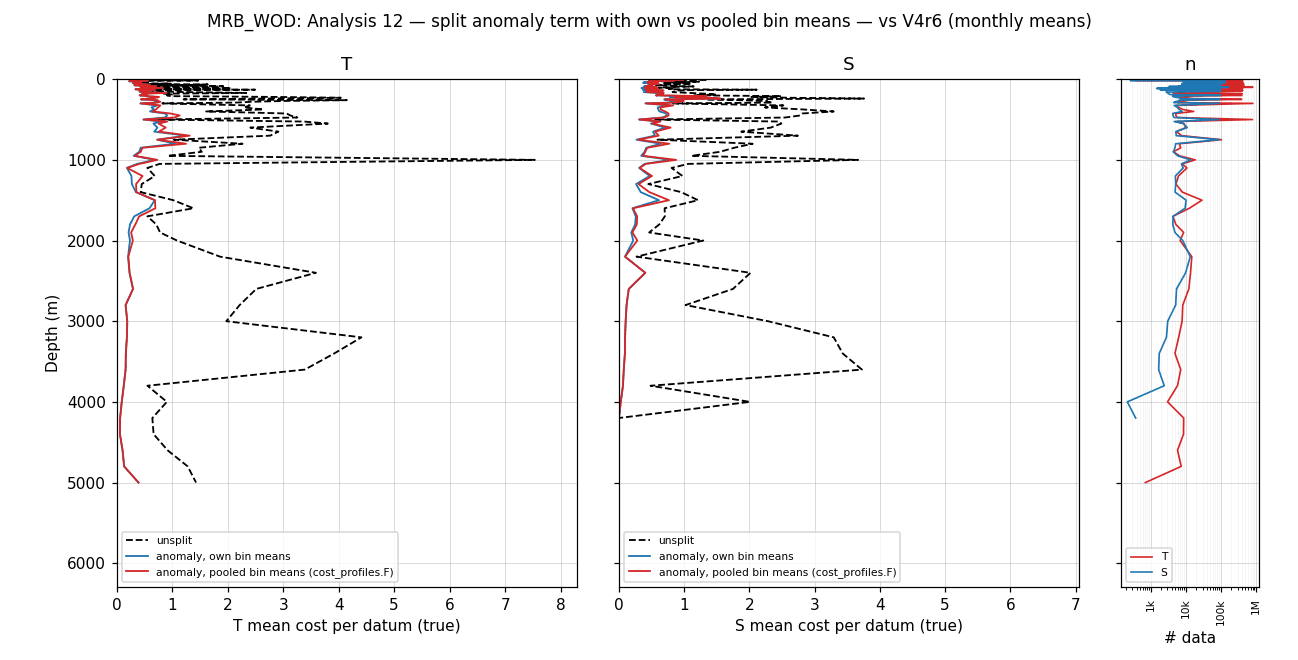 MRB_WOD: Analysis 12 — split anomaly term with own vs pooled bin means — vs V4r6 (monthly means)
T
S
n
0
1000
2000
3000
4000
5000
6000
Depth (m)
unsplit
anomaly, own bin means
anomaly, pooled bin means (cost_profiles.F)
unsplit
anomaly, own bin means
anomaly, pooled bin means (cost_profiles.F)
T
S
0 1 2 3 4 5 6 7 8
0 1 2 3 4 5 6 7
1k 10k 100k 1M
T mean cost per datum (true)
S mean cost per datum (true)
# data